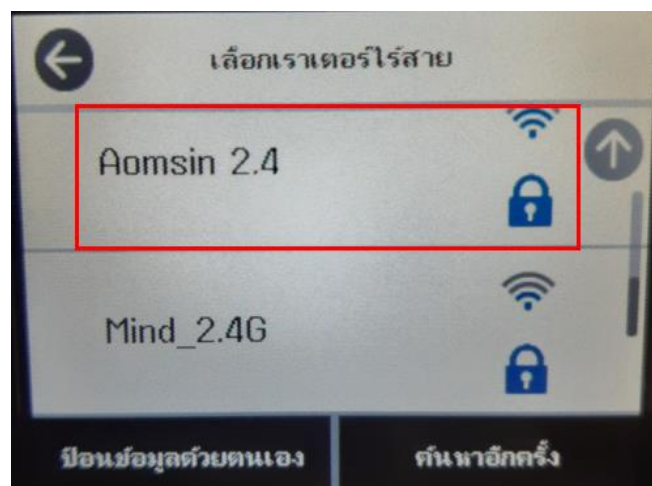 เลือกเราเตอร์ไร้สาย
Aomsin 2.4
Mind_2.4G
ป้อนข้อมูลด้วยตนเอง
ค้นหาอีกครั้ง